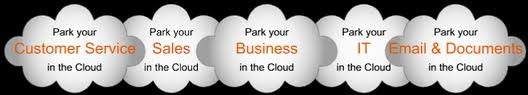 Park your
Customer Service
in the Cloud
Park your
Sales
in the Cloud
Park your
Business
in the Cloud
Park your
IT
in the Cloud
Park your
Email & Documents
in the Cloud